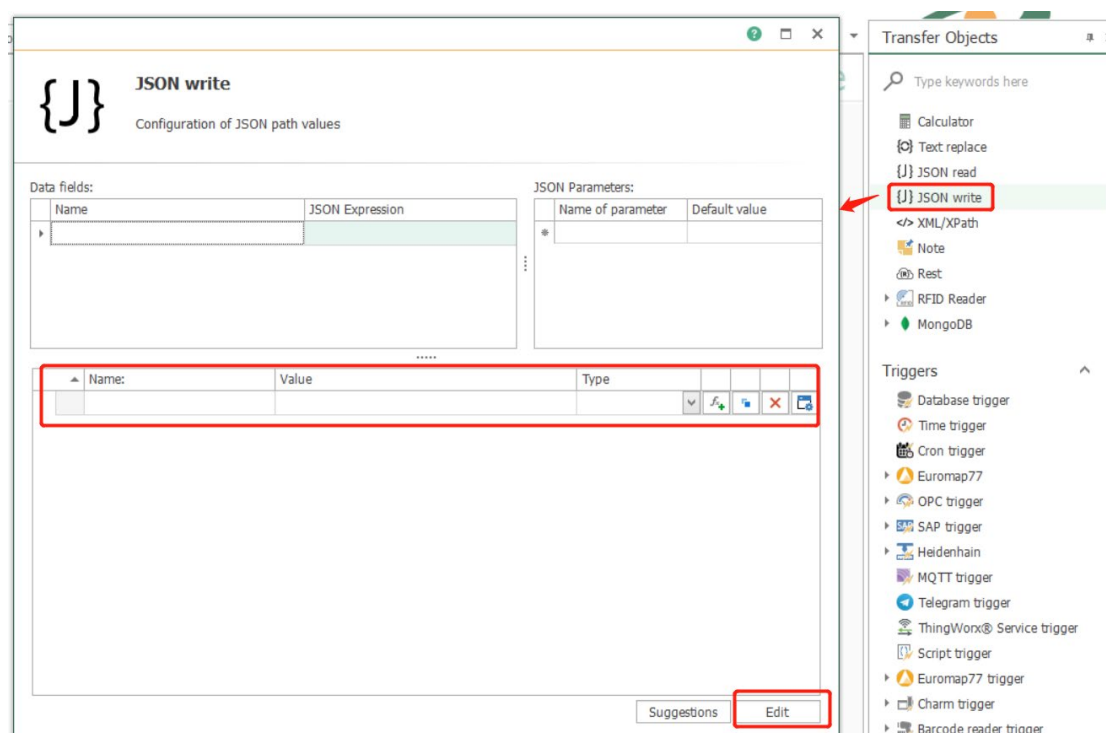 JSON write
Configuration of JSON path values
Data fields:
Name JSON Expression
JSON Parameters:
Name of parameter Default value
Name: Value Type
Suggestions Edit
Transfer Objects
Type keywords here
Calculator
Text replace
{J} JSON read
{J} JSON write
</> XML/XPath
Note
Rest
RFID Reader
MongoDB
Triggers
Database trigger
Time trigger
Cron trigger
Euromap77
OPC trigger
SAP trigger
Heidenhain
MQTT trigger
Telegram trigger
ThingWorx® Service trigger
Script trigger
Euromap77 trigger
Charm trigger
Barcode reader trigger